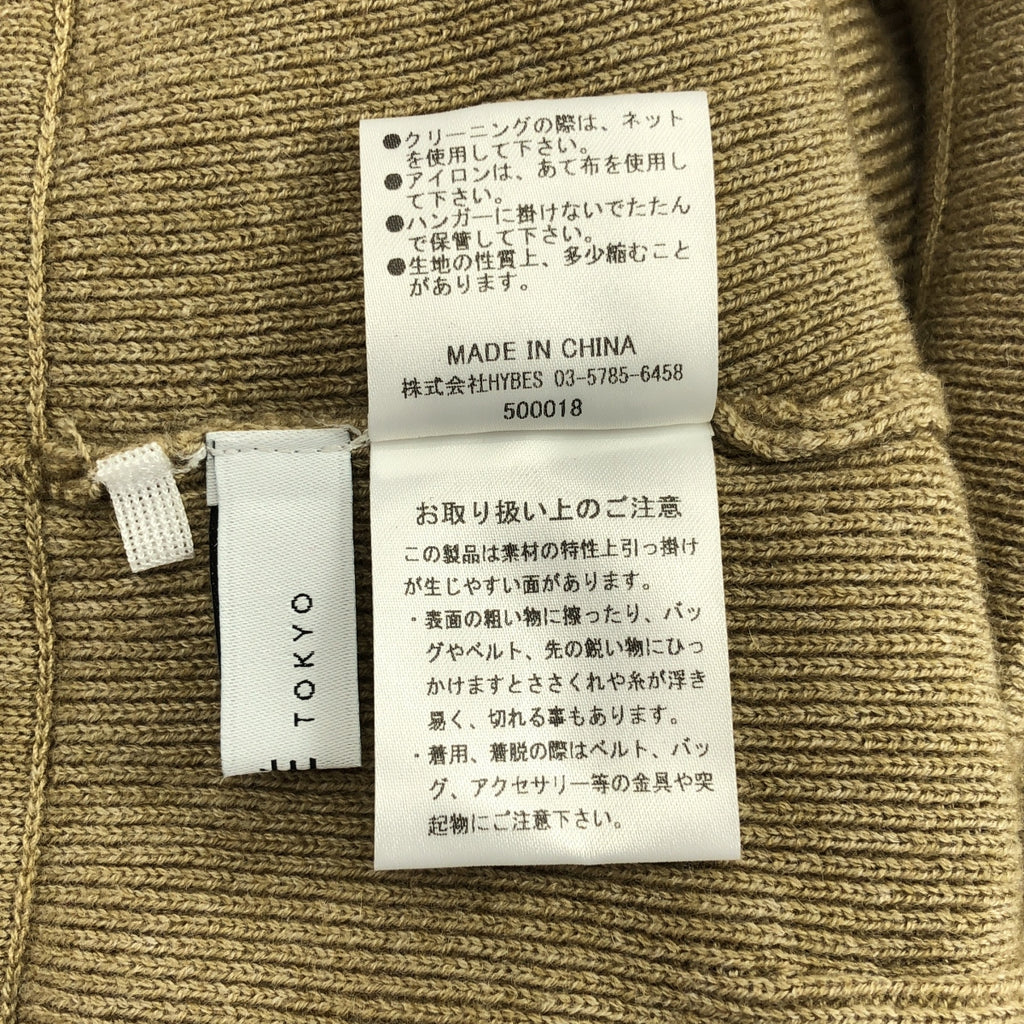 ●クリーニングの際は、ネット
を使用して下さい。
●アイロンは、あて布を使用し
て下さい。
●ハンガーに掛けないでたたん
で保管して下さい。
●生地の性質上、多少縮むこと
があります。
MADE IN CHINA
株式会社HYBES 03-5785-6458
500018
お取り扱い上のご注意
この製品は素材の特性上引っ掛け
が生じやすい面があります。
・表面の粗い物に擦ったり、バッ
グやベルト、先の鋭い物にひっ
かけますとささくれや糸が浮き
易く、切れる事もあります。
・着用、着脱の際はベルト、バッ
グ、アクセサリー等の金具や突
起物にご注意下さい。
TOKYO